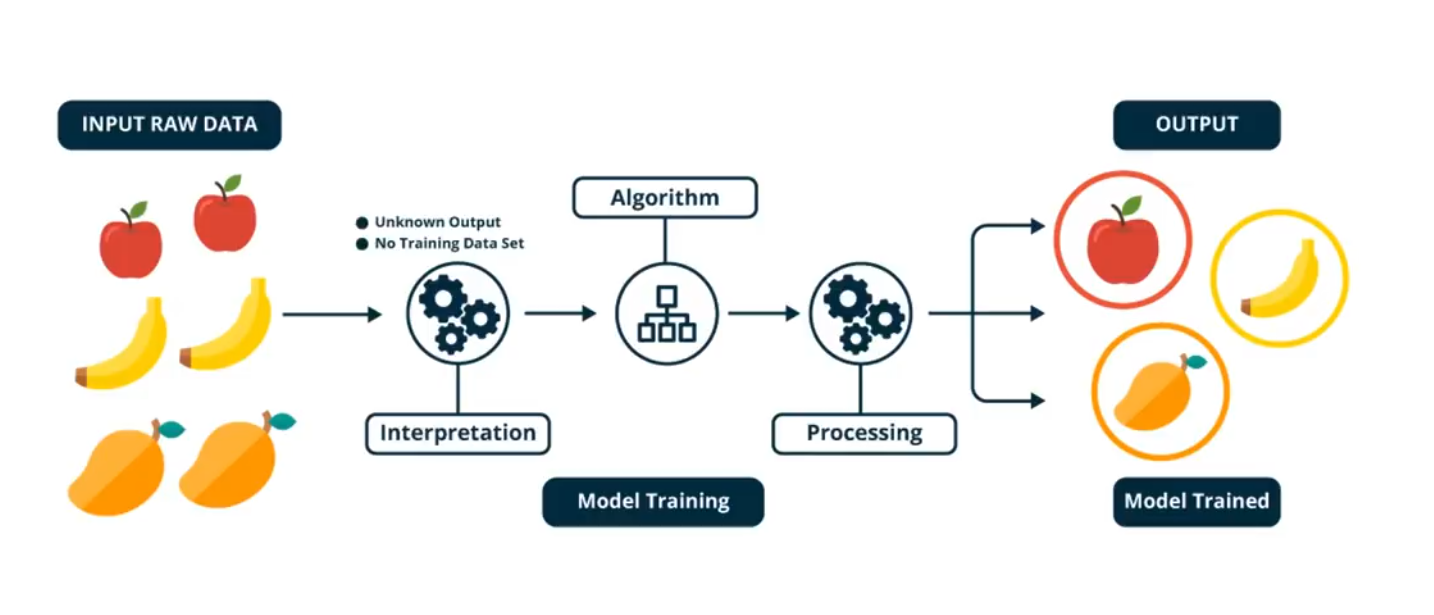 INPUT RAW DATA
OUTPUT
Algorithm
Unknown Output
No Training Data Set
Interpretation
Processing
Model Training
Model Trained